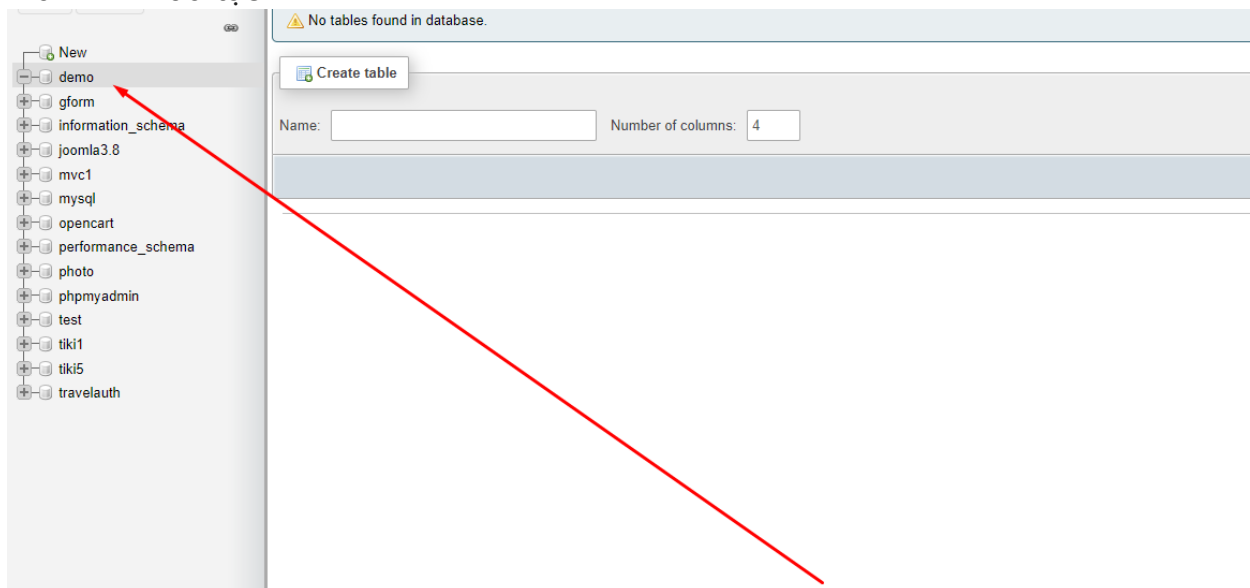 No tables found in database.
New
demo
gform
information_schema
joomla3.8
mvc1
mysql
opencart
performance_schema
photo
phpmyadmin
test
tiki1
tiki5
travelauth
Create table
Name:
Number of columns: 4